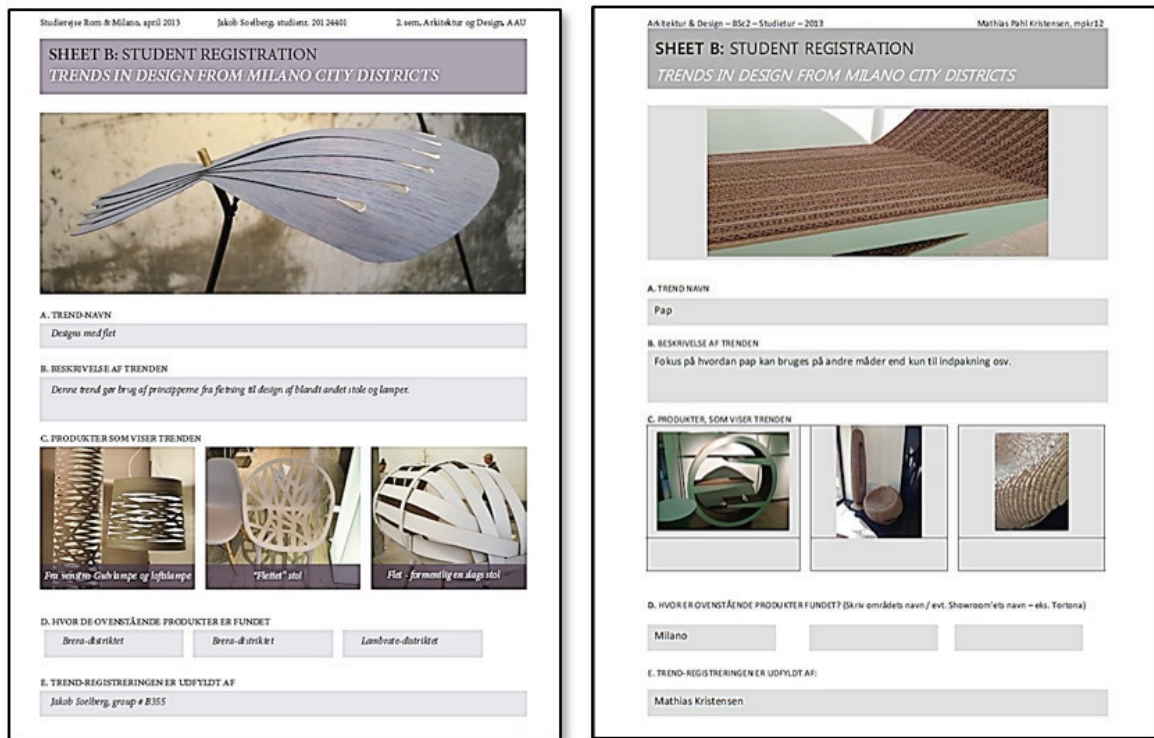 Studierejse Rom & Milano, april 2013 Jakob Soelberg, studienr. 20124401 2. sem, Arkitektur og Design, AAU
SHEET B: STUDENT REGISTRATION
TRENDS IN DESIGN FROM MILANO CITY DISTRICTS
A. TREND-NAVN
Designs med flet
B. BESKRIVELSE AF TRENDEN
Denne trend gør brug af principperne fra fletning til design af blandt andet stole og lamper.
C. PRODUKTER SOM VISER TRENDEN
Fra venstre Gulvlampe og loftslampe
"Flettet" stol
Flet - formentlig en slags stol
D. HVOR DE OVENSTÅENDE PRODUKTER ER FUNDET
Brera-distriktet Brera-distriktet Lambrate-distriktet
E. TREND-REGISTRERINGEN ER UDFYLDT AF
Jakob Soelberg, group # B355
Arkitektur & Design – BSc2 – Studietur – 2013 Mathias Pahl Kristensen, mpkr12
SHEET B: STUDENT REGISTRATION
TRENDS IN DESIGN FROM MILANO CITY DISTRICTS
A. TREND NAVN
Pap
B. BESKRIVELSE AF TRENDEN
Fokus på hvordan pap kan bruges på andre måder end kun til indpakning osv.
C. PRODUKTER, SOM VISER TRENDEN
D. HVOR ER OVENSTÅENDE PRODUKTER FUNDET? (Skriv områdets navn / evt. Showroom'ets navn – eks. Tortona)
Milano
E. TREND-REGISTRERINGEN ER UDFYLDT AF:
Mathias Kristensen